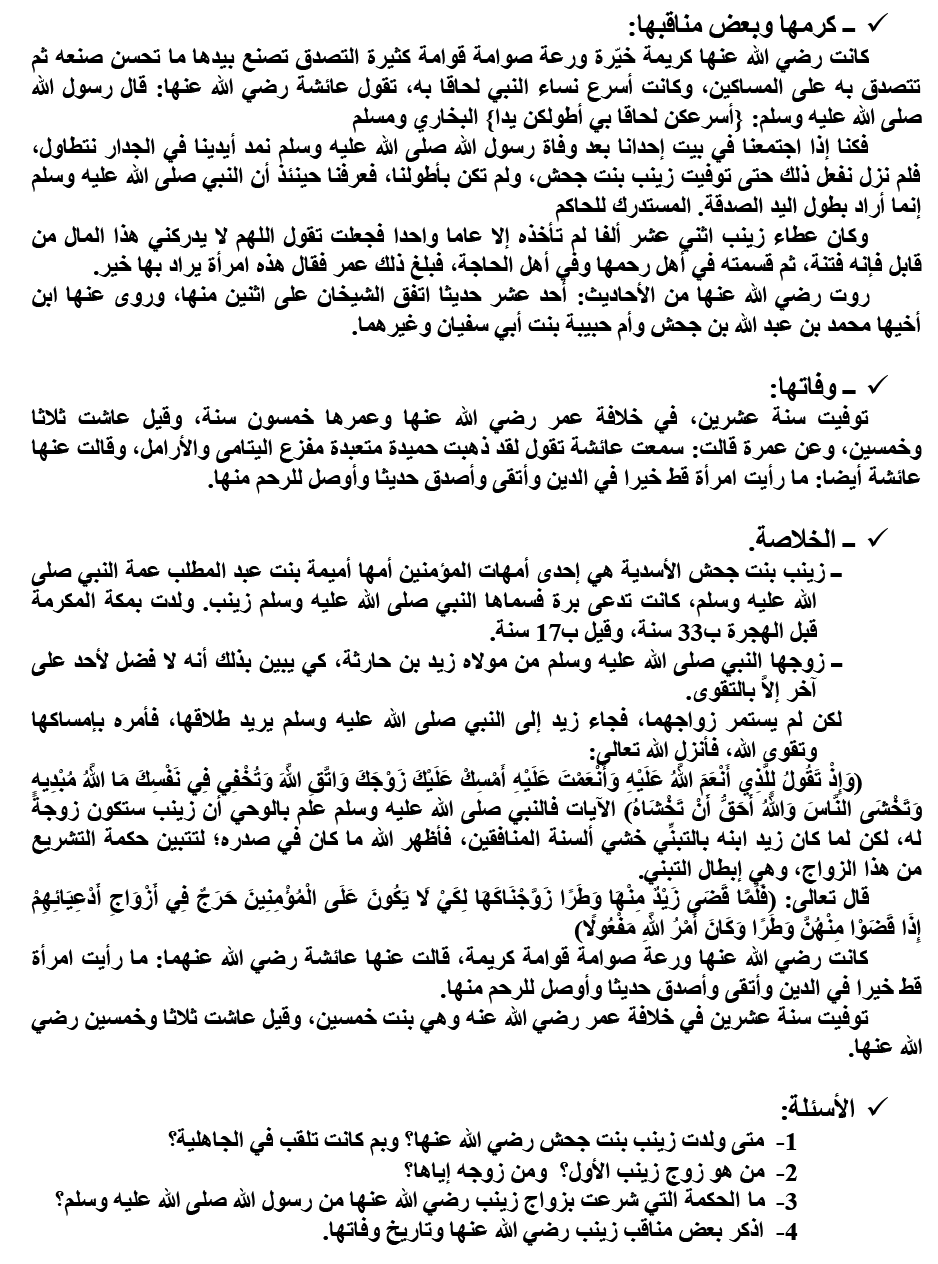 ✓ – كرمها وبعض مناقبها:
كانت رضي الله عنها كريمة خيّرة ورعة صوامة قوامة كثيرة التصدق تصنع بيدها ما تحسن صنعه ثم
تتصدق به على المساكين، وكانت أسرع نساء النبي لحاقا به، تقول عائشة رضي الله عنها: قال رسول الله
صلى الله عليه وسلم: {أسرعكن لحاقا بي أطولكن يدا} البخاري ومسلم
فكنا إذا اجتمعنا في بيت إحدانا بعد وفاة رسول الله صلى الله عليه وسلم نمد أيدينا في الجدار نتطاول،
فلم نزل نفعل ذلك حتى توفيت زينب بنت جحش، ولم تكن بأطولنا، فعرفنا حينئذ أن النبي صلى الله عليه وسلم
إنما أراد بطول اليد الصدقة. المستدرك للحاكم
وكان عطاء زينب اثني عشر ألفا لم تأخذه إلا عاما واحدا فجعلت تقول اللهم لا يدركني هذا المال من
قابل فإنه فتنة، ثم قسمته في أهل رحمها وفي أهل الحاجة، فبلغ ذلك عمر فقال هذه امرأة يراد بها خير.
روت رضي الله عنها من الأحاديث: أحد عشر حديثا اتفق الشيخان على اثنين منها، وروى عنها ابن
أخيها محمد بن عبد الله بن جحش وأم حبيبة بنت أبي سفيان وغيرهما.
✓ – وفاتها:
توفيت سنة عشرين، في خلافة عمر رضي الله عنها وعمرها خمسون سنة، وقيل عاشت ثلاثا
وخمسين، وعن عمرة قالت: سمعت عائشة تقول لقد ذهبت حميدة متعبدة مفزع اليتامى والأرامل، وقالت عنها
عائشة أيضا: ما رأيت امرأة قط خيرا في الدين وأتقى وأصدق حديثا وأوصل للرحم منها.
✓ – الخلاصة.
– زينب بنت جحش الأسدية هي إحدى أمهات المؤمنين أمها أميمة بنت عبد المطلب عمة النبي صلى
الله عليه وسلم، كانت تدعى برة فسماها النبي صلى الله عليه وسلم زينب. ولدت بمكة المكرمة
قبل الهجرة ب33 سنة، وقيل ب17 سنة.
– زوجها النبي صلى الله عليه وسلم من مولاه زيد بن حارثة، كي يبين بذلك أنه لا فضل لأحد على
آخر إلاَّ بالتقوى.
لكن لم يستمر زواجهما، فجاء زيد إلى النبي صلى الله عليه وسلم يريد طلاقها، فأمره بإمساكها
وتقوى الله، فأنزل الله تعالى:
(وَإِذْ تَقُولُ لِلَّذِي أَنْعَمَ اللَّهُ عَلَيْهِ وَأَنْعَمْتَ عَلَيْهِ أَمْسِكْ عَلَيْكَ زَوْجَكَ وَاتَّقِ اللَّهَ وَتُخْفِي فِي نَفْسِكَ مَا اللَّهُ مُبْدِيهِ
وَتَخْشَى النَّاسَ وَاللَّهُ أَحَقُّ أَنْ تَخْشَاهُ) الآيات فالنبي صلى الله عليه وسلم علم بالوحي أن زينب ستكون زوجةً
له، لكن لما كان زيد ابنه بالتبنِّي خشي ألسنة المنافقين، فأظهر الله ما كان في صدره؛ لتتبين حكمة التشريع
من هذا الزواج، وهي إبطال التبني.
قال تعالى: (فَلَمَّا قَضَى زَيْدٌ مِنْهَا وَطَرًا زَوَّجْنَاكَهَا لِكَيْ لَا يَكُونَ عَلَى الْمُؤْمِنِينَ حَرَجٌ فِي أَزْوَاجِ أَدْعِيَائِهِمْ
إِذَا قَضَوْا مِنْهُنَّ وَطَرًا وَكَانَ أَمْرُ اللَّهِ مَفْعُولًا)
كانت رضي الله عنها ورعة صوامة قوامة كريمة، قالت عنها عائشة رضي الله عنهما: ما رأيت امرأة
قط خيرا في الدين وأتقى وأصدق حديثا وأوصل للرحم منها.
توفيت سنة عشرين في خلافة عمر رضي الله عنه وهي بنت خمسين، وقيل عاشت ثلاثا وخمسين رضي
الله عنها.
✓ الأسئلة:
1- متى ولدت زينب بنت جحش رضي الله عنها؟ وبم كانت تلقب في الجاهلية؟
2- من هو زوج زينب الأول؟ ومن زوجه إياها؟
3- ما الحكمة التي شرعت بزواج زينب رضي الله عنها من رسول الله صلى الله عليه وسلم؟
4- اذكر بعض مناقب زينب رضي الله عنها وتاريخ وفاتها.